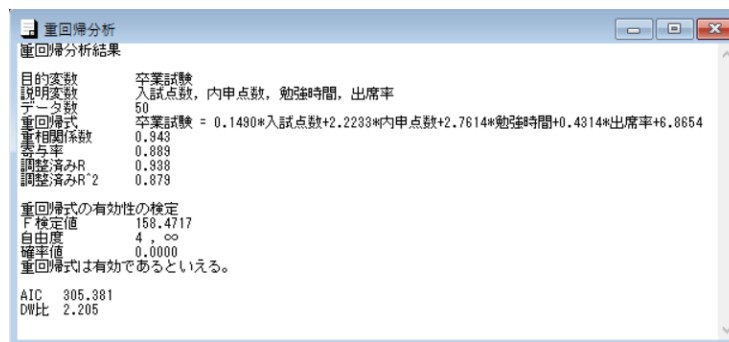 重回帰分析
重回帰分析結果
目的変数 卒業試験
説明変数 入試点数, 内申点数, 勉強時間, 出席率
データ数 50
重回帰式 卒業試験 = 0.1490*入試点数+2.2233*内申点数+2.7614*勉強時間+0.4314*出席率+6.8654
重相関係数 0.943
寄与率 0.889
調整済みR 0.938
調整済みR^2 0.879
重回帰式の有効性の検定
F検定値 158.4717
自由度 4 , ∞
確率値 0.0000
重回帰式は有効であるといえる。
AIC 305.381
DW比 2.205